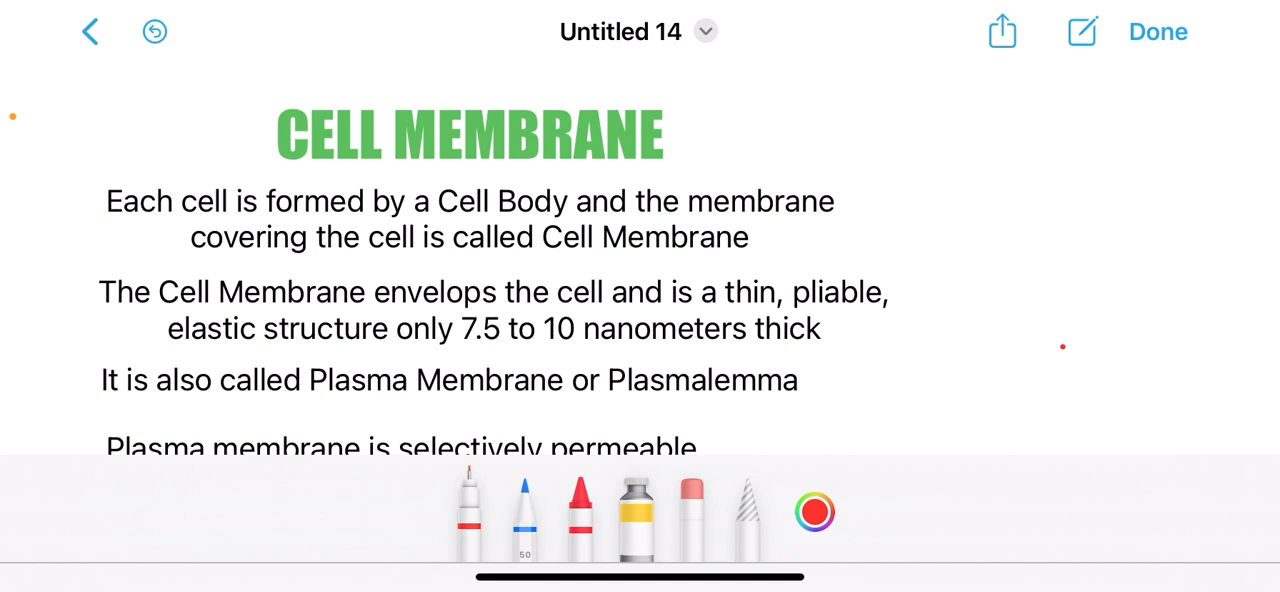 Untitled 14
Done
CELL MEMBRANE
Each cell is formed by a Cell Body and the membrane
covering the cell is called Cell Membrane
The Cell Membrane envelops the cell and is a thin, pliable,
elastic structure only 7.5 to 10 nanometers thick
It is also called Plasma Membrane or Plasmalemma
Plasma membrane is selectively permeable
50